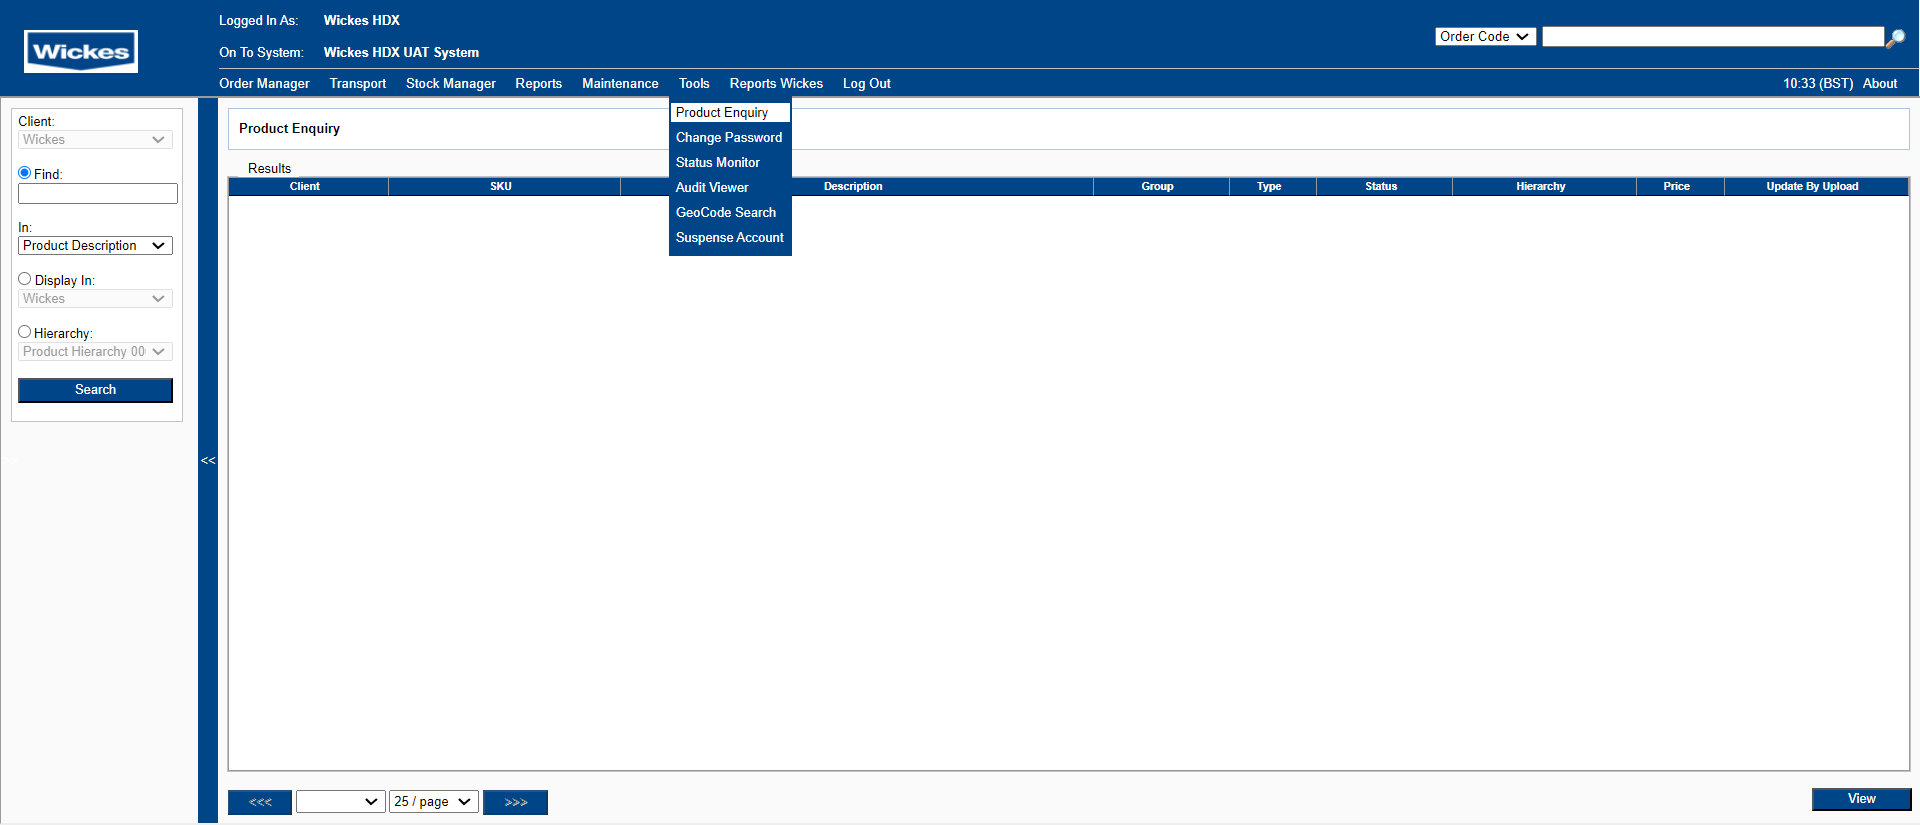 Wickes
Logged In As: Wickes HDX
On To System: Wickes HDX UAT System
Order Code
Order Manager Transport Stock Manager Reports Maintenance Tools Reports Wickes Log Out
10:33 (BST) About
Product Enquiry
Change Password
Status Monitor
Audit Viewer
GeoCode Search
Suspense Account
Client:
Wickes
Find:
In:
Product Description
Display In:
Wickes
Hierarchy:
Product Hierarchy 00
Search
<<
Product Enquiry
Results
Client SKU Description Group Type Status Hierarchy Price Update By Upload
<<< 25 / page >>>
View